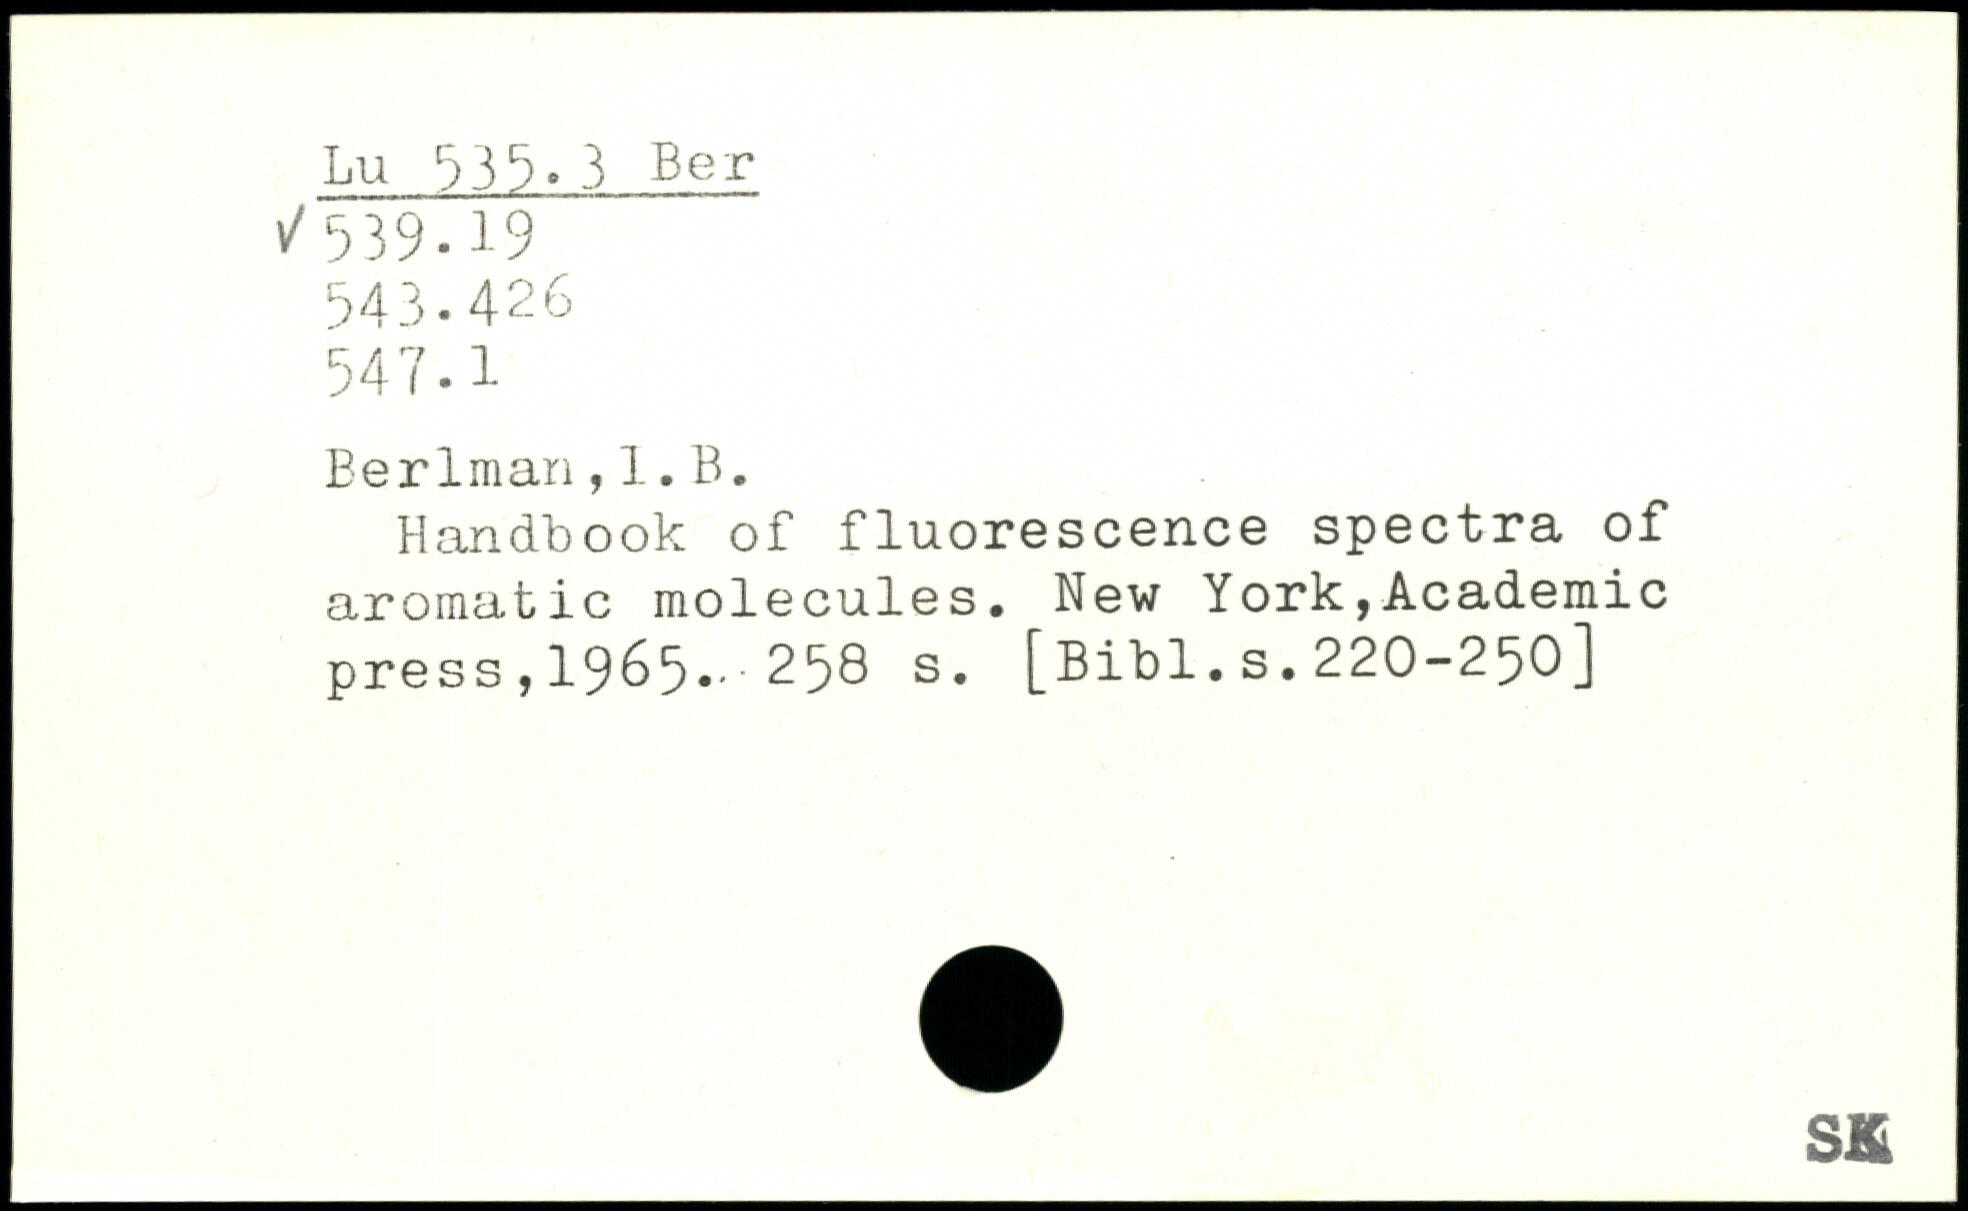 Lu 535.3 Ber
✓ 539.19
543.426
547.1
Berlman,I.B.
Handbook of fluorescence spectra of
aromatic molecules. New York,Academic
press,1965. 258 s. [Bibl.s.220-250]
SK